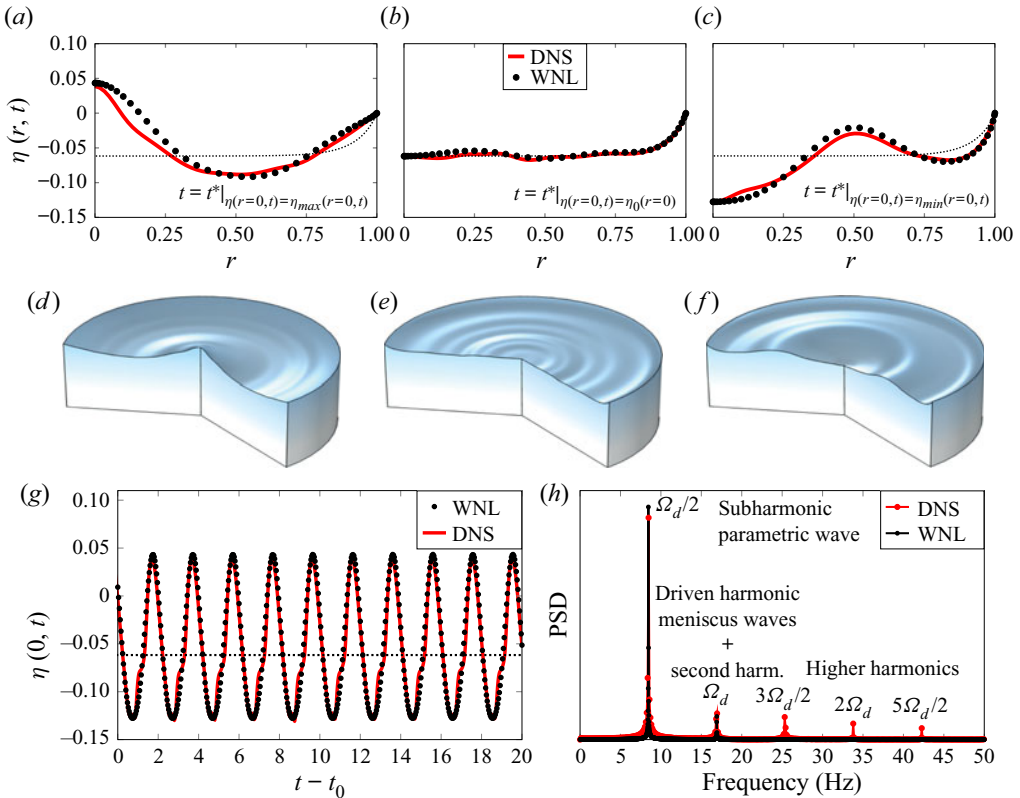 (a)
(b)
(c)
η (r, t)
0.10
0.05
0
−0.05
−0.10
−0.15
t = t*|η(r=0,t)=ηmax(r=0,t)
0 0.25 0.50 0.75 1.00
r
DNS
WNL
t = t*|η(r=0,t)=η0(r=0)
0 0.25 0.50 0.75 1.00
r
t = t*|η(r=0,t)=ηmin(r=0,t)
0 0.25 0.50 0.75 1.00
r
(d)
(e)
(f)
(g)
η (0, t)
0.10
0.05
0
−0.05
−0.10
−0.15
WNL
DNS
0 2 4 6 8 10 12 14 16 18 20
t − t0
(h)
PSD
Ωd/2
Subharmonic
parametric wave
DNS
WNL
Driven harmonic
meniscus waves
+
second harm.
Higher harmonics
Ωd
3Ωd/2
2Ωd
5Ωd/2
0 5 10 15 20 25 30 35 40 45 50
Frequency (Hz)